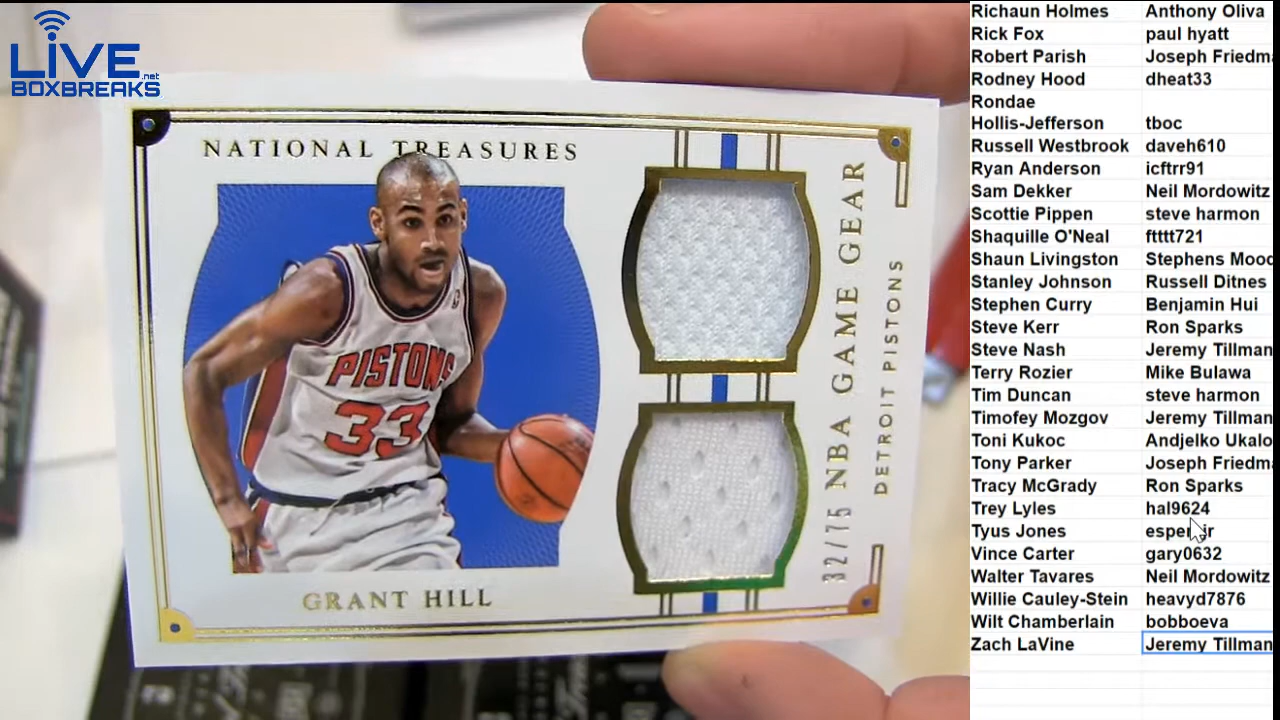 LIVE
.net
BOXBREAKS
NATIONAL TREASURES
PISTONS
33
GRANT HILL
32/75 NBA GAME GEAR
DETROIT PISTONS
Richaun Holmes Anthony Oliva
Rick Fox paul hyatt
Robert Parish Joseph Friedma
Rodney Hood dheat33
Rondae
Hollis-Jefferson tboc
Russell Westbrook daveh610
Ryan Anderson icftrr91
Sam Dekker Neil Mordowitz
Scottie Pippen steve harmon
Shaquille O'Neal ftttt721
Shaun Livingston Stephens Mood
Stanley Johnson Russell Ditnes
Stephen Curry Benjamin Hui
Steve Kerr Ron Sparks
Steve Nash Jeremy Tillman
Terry Rozier Mike Bulawa
Tim Duncan steve harmon
Timofey Mozgov Jeremy Tillman
Toni Kukoc Andjelko Ukalo
Tony Parker Joseph Friedma
Tracy McGrady Ron Sparks
Trey Lyles hal9624
Tyus Jones
Vince Carter gary0632
Walter Tavares Neil Mordowitz
Willie Cauley-Stein heavyd7876
Wilt Chamberlain bobboeva
Zach LaVine Jeremy Tillman